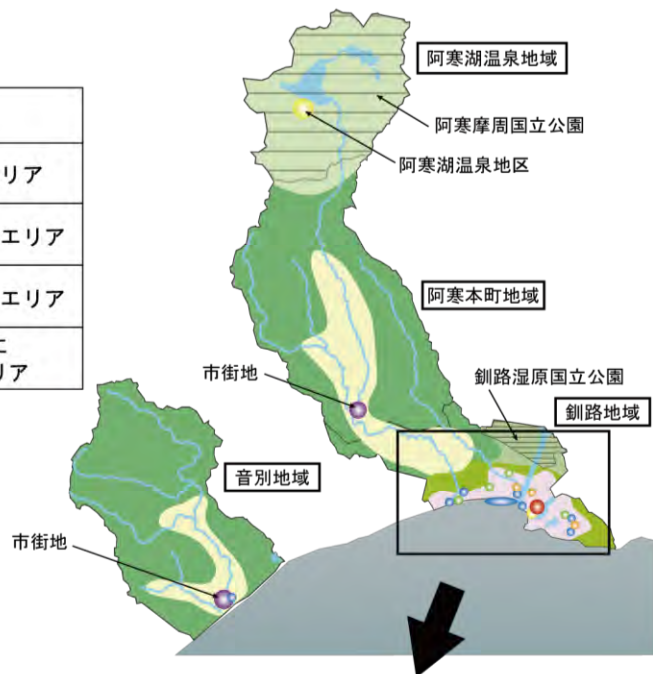 リア
エリア
エリア
リア
阿寒湖温泉地域
阿寒摩周国立公園
阿寒湖温泉地区
阿寒本町地域
市街地
釧路湿原国立公園
釧路地域
音別地域
市街地